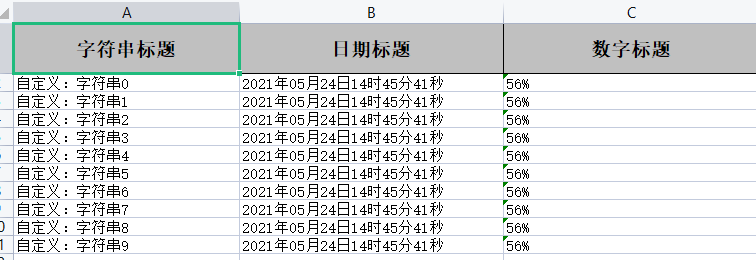 A B C
字符串标题 日期标题 数字标题
自定义：字符串0 2021年05月24日14时45分41秒 56%
自定义：字符串1 2021年05月24日14时45分41秒 56%
自定义：字符串2 2021年05月24日14时45分41秒 56%
自定义：字符串3 2021年05月24日14时45分41秒 56%
自定义：字符串4 2021年05月24日14时45分41秒 56%
自定义：字符串5 2021年05月24日14时45分41秒 56%
自定义：字符串6 2021年05月24日14时45分41秒 56%
自定义：字符串7 2021年05月24日14时45分41秒 56%
自定义：字符串8 2021年05月24日14时45分41秒 56%
自定义：字符串9 2021年05月24日14时45分41秒 56%